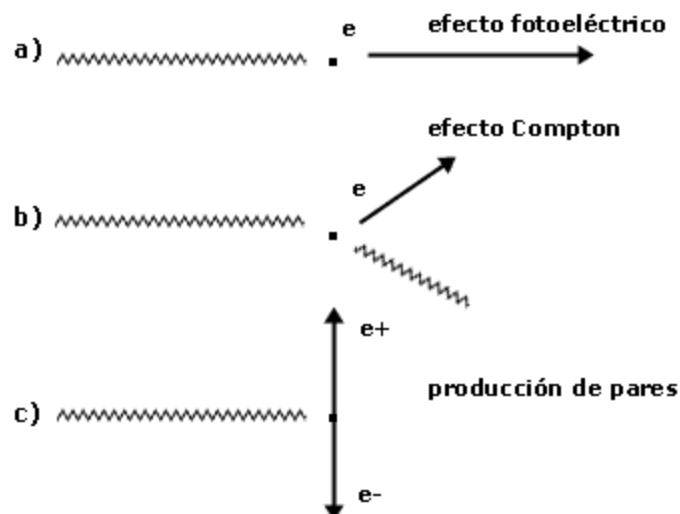 a) e efecto fotoeléctrico
efecto Compton
b) e
e+
producción de pares
c)
e-